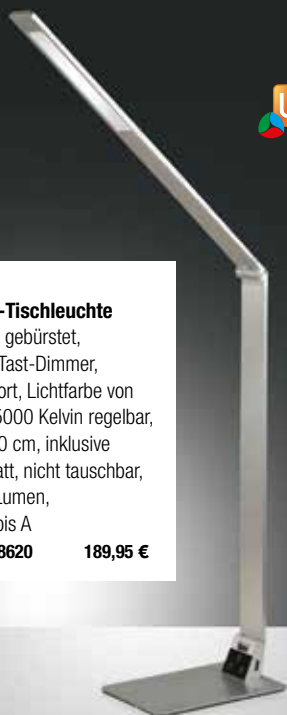 -Tischleuchte
gebürstet,
Tast-Dimmer,
ort, Lichtfarbe von
5000 Kelvin regelbar,
0 cm, inklusive
att, nicht tauschbar,
Lumen,
bis A
8620 189,95 €